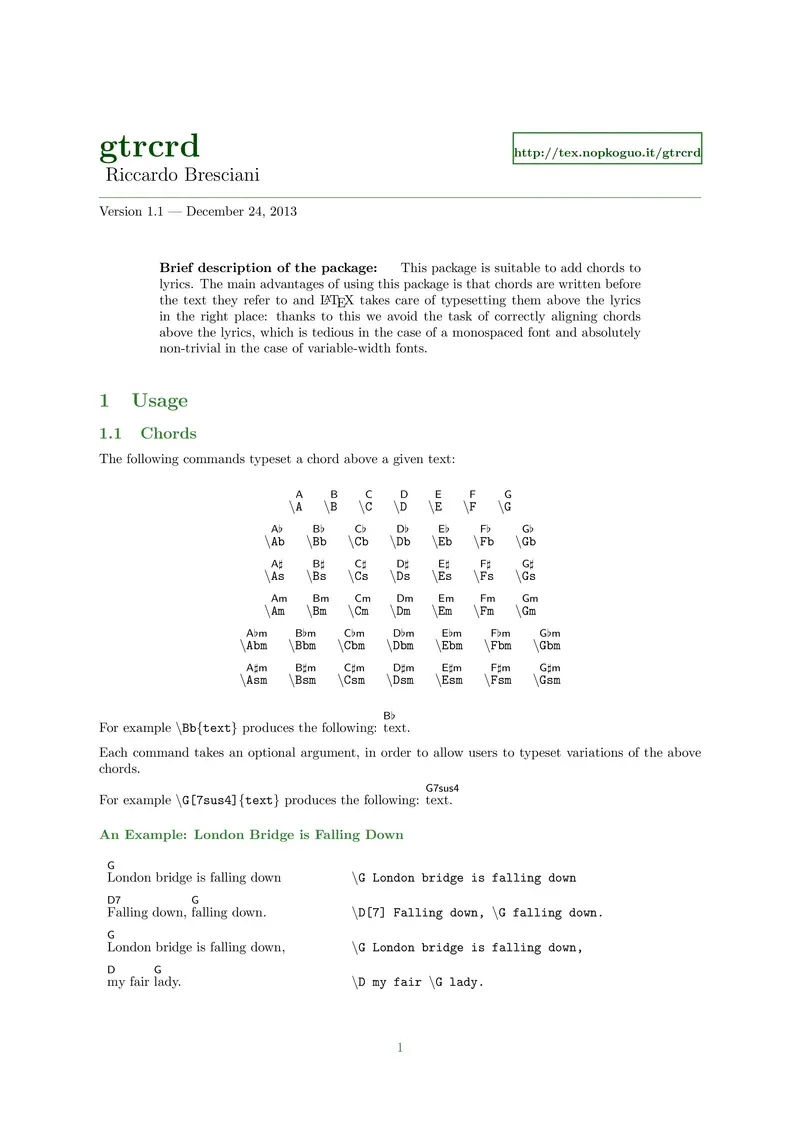 gtrcrd
http://tex.nopkoguo.it/gtrcrd
Riccardo Bresciani
Version 1.1 — December 24, 2013
Brief description of the package: This package is suitable to add chords to
lyrics. The main advantages of using this package is that chords are written before
the text they refer to and LATEX takes care of typesetting them above the lyrics
in the right place: thanks to this we avoid the task of correctly aligning chords
above the lyrics, which is tedious in the case of a monospaced font and absolutely
non-trivial in the case of variable-width fonts.
1 Usage
1.1 Chords
The following commands typeset a chord above a given text:
A B C D E F G
\A \B \C \D \E \F \G
A♭ B♭ C♭ D♭ E♭ F♭ G♭
\Ab \Bb \Cb \Db \Eb \Fb \Gb
A♯ B♯ C♯ D♯ E♯ F♯ G♯
\As \Bs \Cs \Ds \Es \Fs \Gs
Am Bm Cm Dm Em Fm Gm
\Am \Bm \Cm \Dm \Em \Fm \Gm
A♭m B♭m C♭m D♭m E♭m F♭m G♭m
\Abm \Bbm \Cbm \Dbm \Ebm \Fbm \Gbm
A♯m B♯m C♯m D♯m E♯m F♯m G♯m
\Asm \Bsm \Csm \Dsm \Esm \Fsm \Gsm
B♭
For example \Bb{text} produces the following: text.
Each command takes an optional argument, in order to allow users to typeset variations of the above
chords.
G7sus4
For example \G[7sus4]{text} produces the following: text.
An Example: London Bridge is Falling Down
G
London bridge is falling down \G London bridge is falling down
D7 G
Falling down, falling down. \D[7] Falling down, \G falling down.
G
London bridge is falling down, \G London bridge is falling down,
D G
my fair lady. \D my fair \G lady.
1